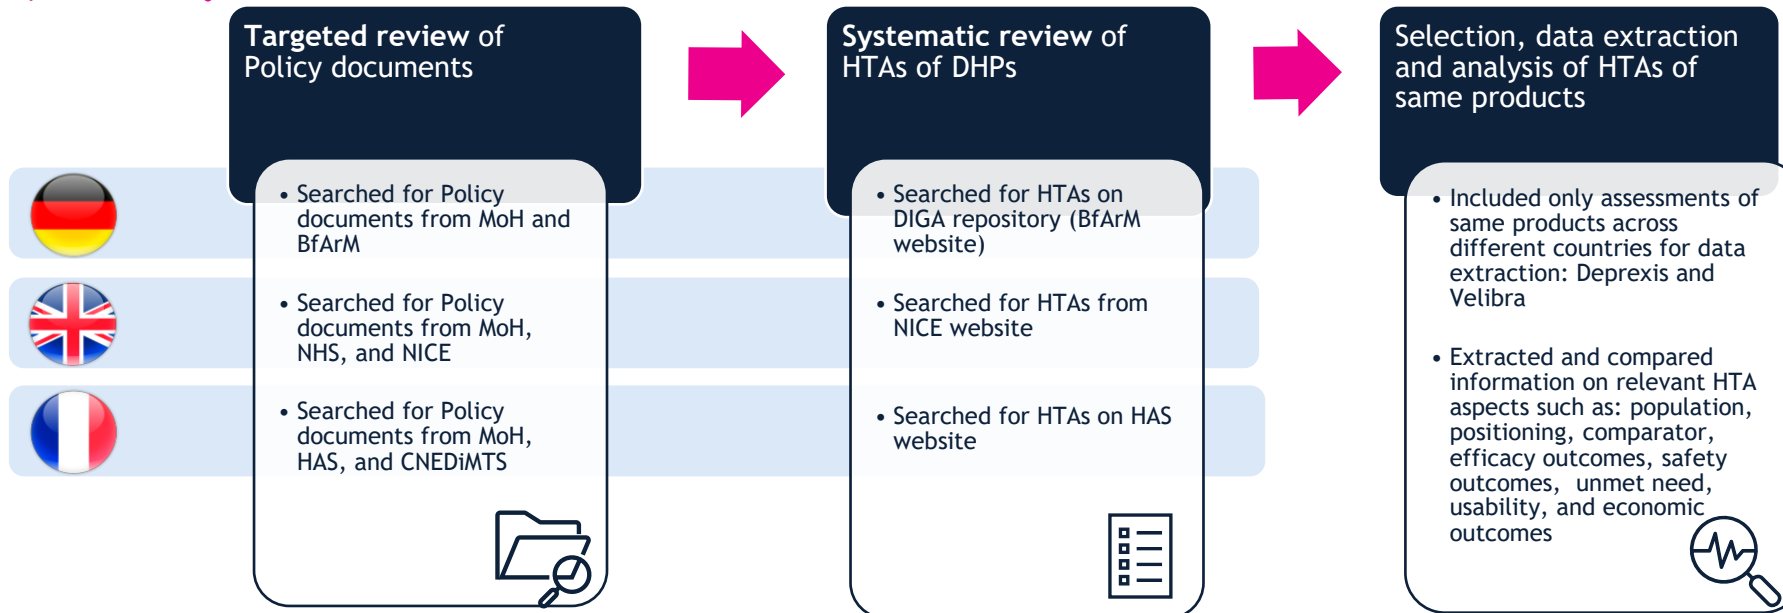 Targeted review of
Policy documents
• Searched for Policy
documents from MoH and
BfArM
• Searched for Policy
documents from MoH,
NHS, and NICE
• Searched for Policy
documents from MoH,
HAS, and CNEDiMTS
Systematic review of
HTAs of DHPs
• Searched for HTAs on
DIGA repository (BfArM
website)
• Searched for HTAs from
NICE website
• Searched for HTAs on HAS
website
Selection, data extraction
and analysis of HTAs of
same products
• Included only assessments of
same products across
different countries for data
extraction: Deprexis and
Velibra
• Extracted and compared
information on relevant HTA
aspects such as: population,
positioning, comparator,
efficacy outcomes, safety
outcomes, unmet need,
usability, and economic
outcomes